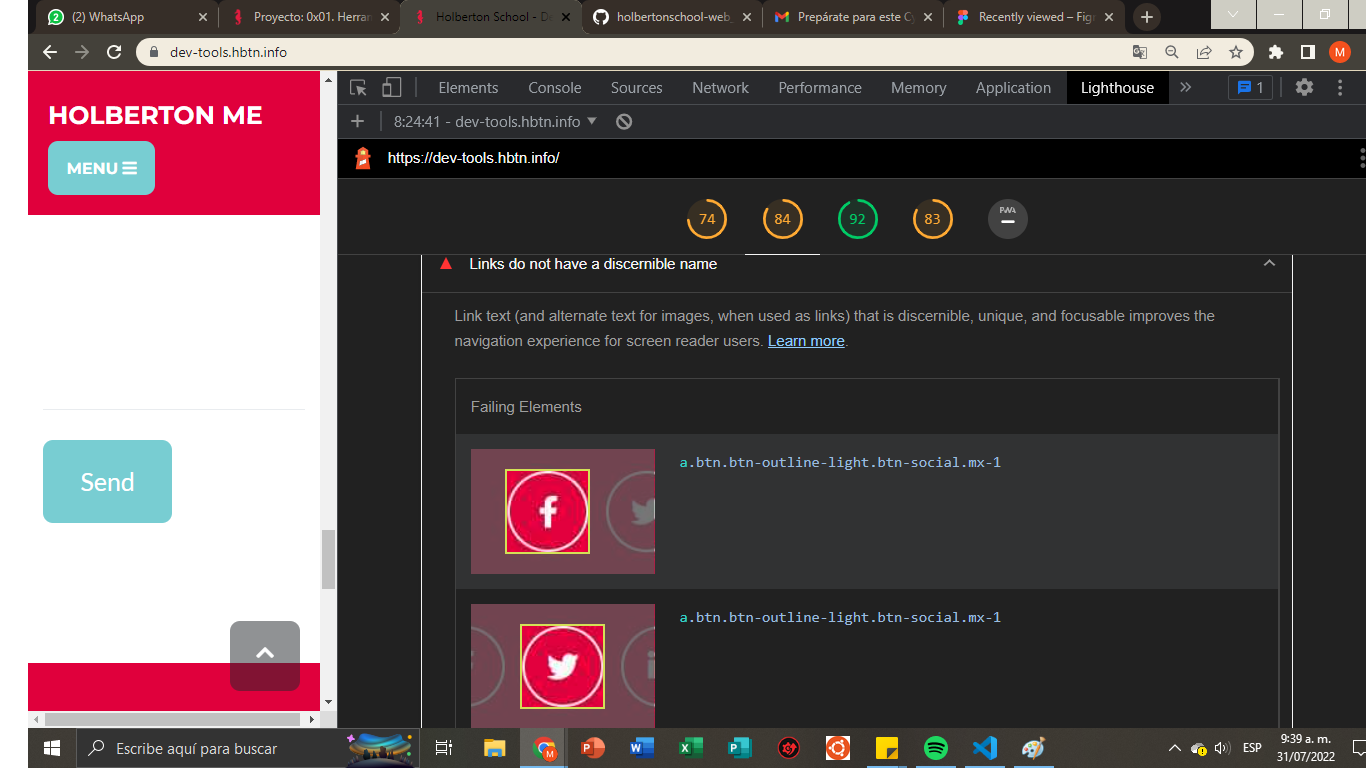 2
(2) WhatsApp
Proyecto: 0x01. Herra
Holberton School - De
holbertonschool-web_
Prepárate para este Cy
Recently viewed – Fig
dev-tools.hbtn.info
M
HOLBERTON ME
MENU
Send
Elements
Console
Sources
Network
Performance
Memory
Application
Lighthouse
1
8:24:41 - dev-tools.hbtn.info
https://dev-tools.hbtn.info/
74
84
92
83
PWA
Links do not have a discernible name
Link text (and alternate text for images, when used as links) that is discernible, unique, and focusable improves the
navigation experience for screen reader users. Learn more.
Failing Elements
a.btn.btn-outline-light.btn-social.mx-1
a.btn.btn-outline-light.btn-social.mx-1
Escribe aquí para buscar
ESP
9:39 a. m.
31/07/2022